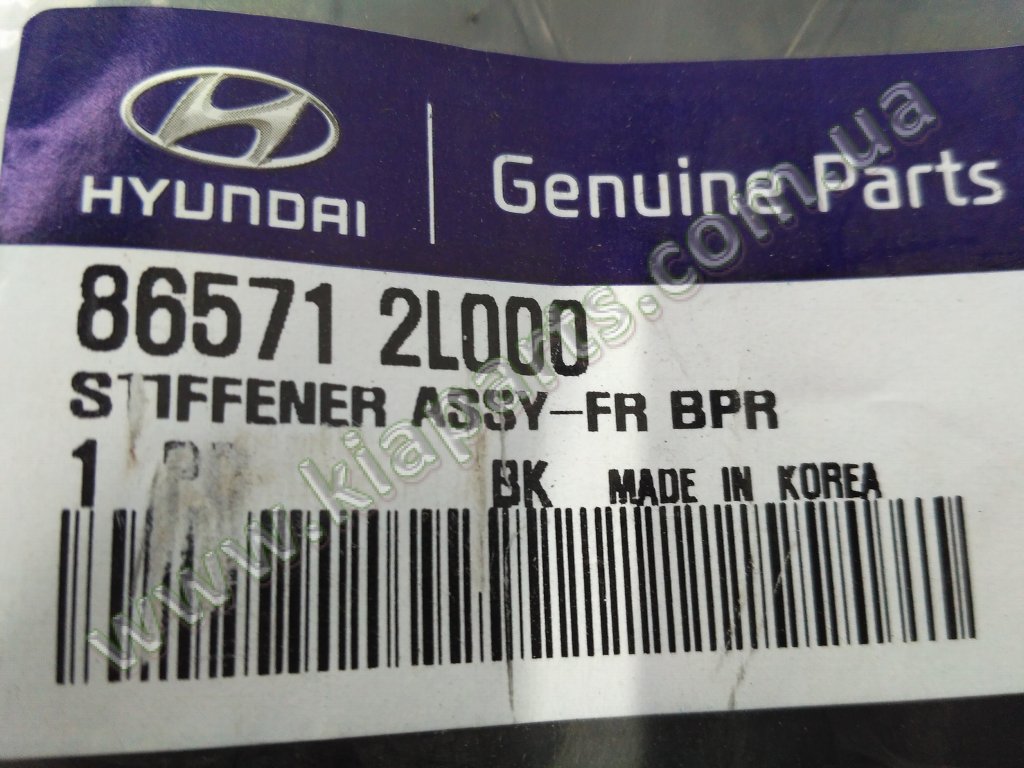 HYUNDAI
Genuine Parts
86571 2L000
STIFFENER ASSY-FR BPR
1 BK MADE IN KOREA
www.kiaparts.com.ua